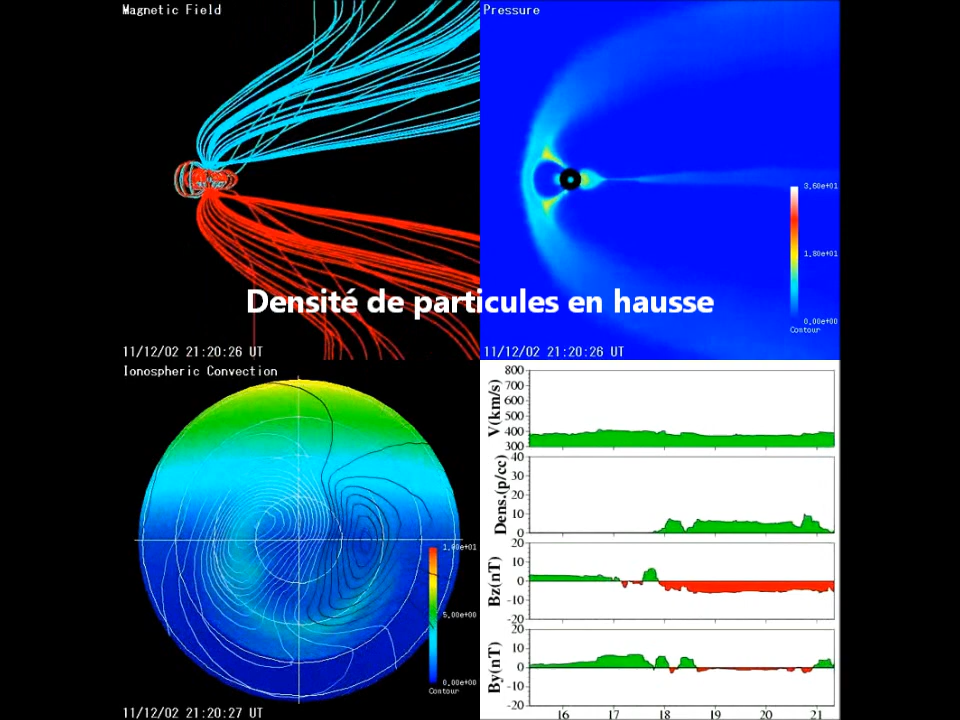 Magnetic Field
Pressure
3.60e+01
1.80e+01
0.00e+00
Contour
Densité de particules en hausse
11/12/02 21:20:26 UT
11/12/02 21:20:26 UT
Ionospheric Convection
1.00e+01
5.00e+00
0.00e+00
Contour
11/12/02 21:20:27 UT
V(km/s)
800
700
600
500
400
300
Dens.(p/cc)
40
30
20
10
0
Bz(nT)
20
10
0
-10
-20
By(nT)
20
10
0
-10
-20
16 17 18 19 20 21